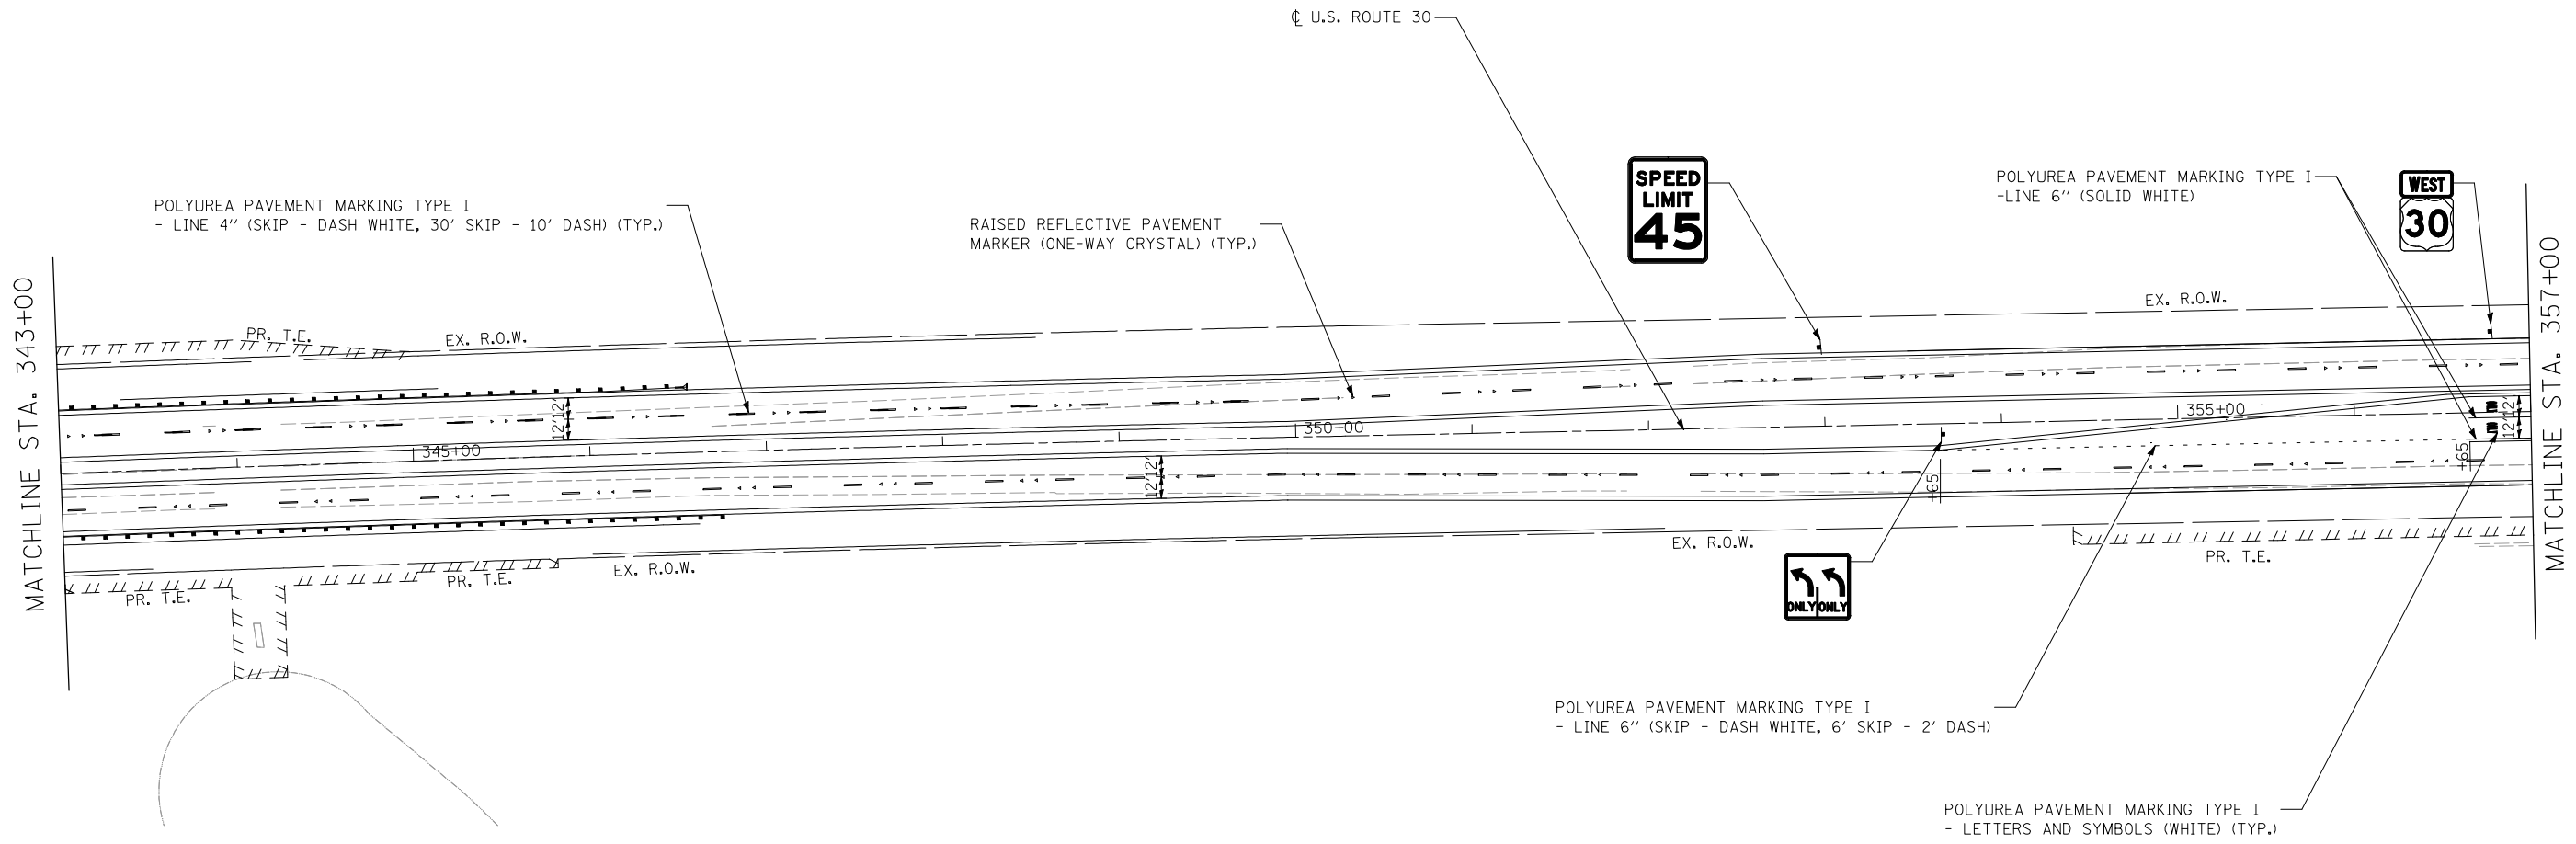 ℄ U.S. ROUTE 30
SPEED
LIMIT
45
POLYUREA PAVEMENT MARKING TYPE I
-LINE 6" (SOLID WHITE)
WEST
30
POLYUREA PAVEMENT MARKING TYPE I
- LINE 4" (SKIP - DASH WHITE, 30' SKIP - 10' DASH) (TYP.)
RAISED REFLECTIVE PAVEMENT
MARKER (ONE-WAY CRYSTAL) (TYP.)
MATCHLINE STA. 343+00
MATCHLINE STA. 357+00
EX. R.O.W.
PR. T.E.
EX. R.O.W.
12'
12'
345+00
350+00
355+00
12'
12'
12'
12'
+65
+65
EX. R.O.W.
EX. R.O.W.
PR. T.E.
PR. T.E.
PR. T.E.
ONLY ONLY
POLYUREA PAVEMENT MARKING TYPE I
- LINE 6" (SKIP - DASH WHITE, 6' SKIP - 2' DASH)
POLYUREA PAVEMENT MARKING TYPE I
- LETTERS AND SYMBOLS (WHITE) (TYP.)